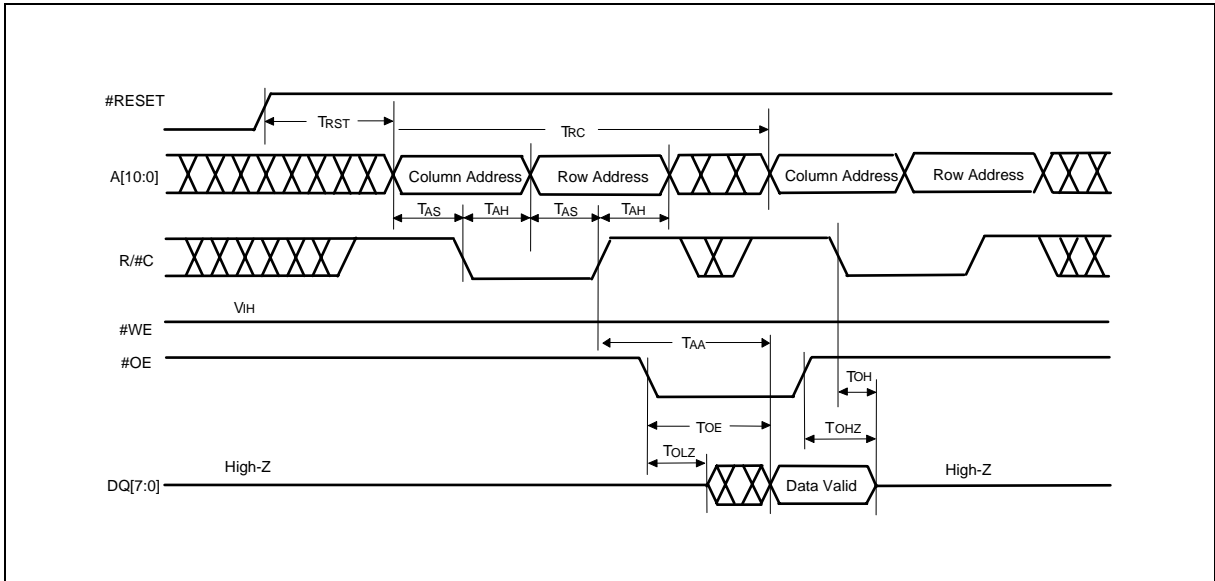 #RESET
TRST
TRC
A[10:0]
Column Address
Row Address
Column Address
Row Address
TAS
TAH
TAS
TAH
R/#C
VIH
#WE
TAA
#OE
TOH
TOE
TOHZ
TOLZ
High-Z
High-Z
DQ[7:0]
Data Valid